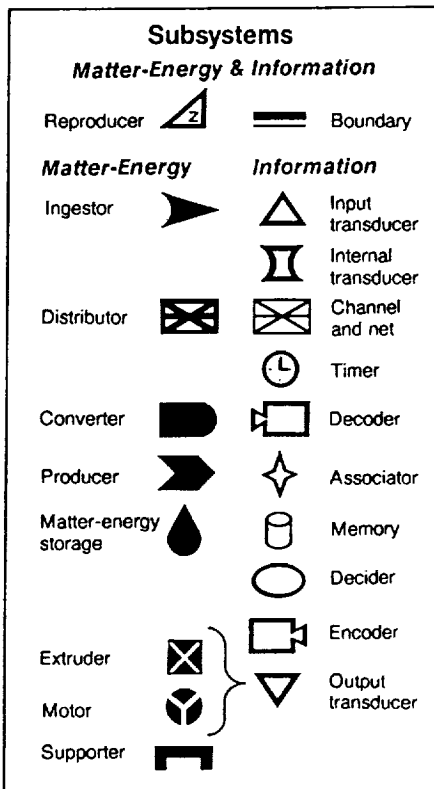 Subsystems
Matter-Energy & Information
Reproducer Z Boundary
Matter-Energy Information
Ingestor Input
transducer
Internal
transducer
Distributor Channel
and net
Timer
Converter Decoder
Producer Associator
Matter-energy
storage
Memory
Decider
Encoder
Extruder
Output
transducer
Motor
Supporter